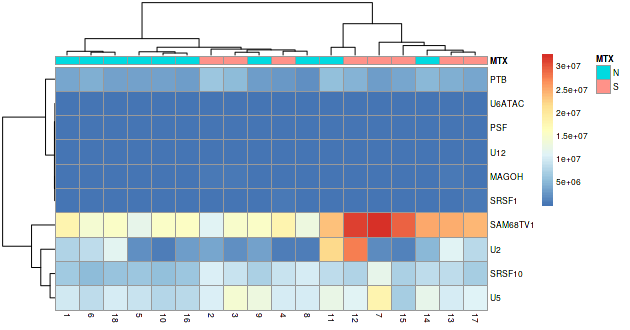 MTX
PTB
U6ATAC
PSF
U12
MAGOH
SRSF1
SAM68TV1
U2
SRSF10
U5
1 6 18 5 10 16 2 3 9 4 8 11 12 7 15 14 13 17
3e+07
2.5e+07
2e+07
1.5e+07
1e+07
5e+06
MTX
N
S